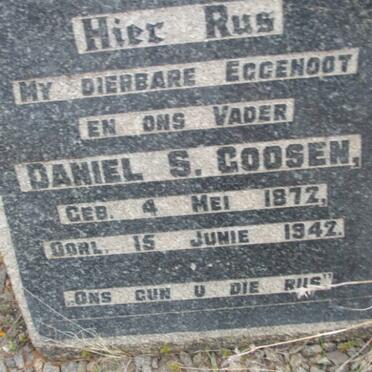 Hier Rus
MY DIERBARE EGGENOOT
EN ONS VADER
DANIEL S. GOOSEN,
GEB. 4 MEI 1872,
OORL. 15 JUNIE 1942.
„ONS GUN U DIE RUS"